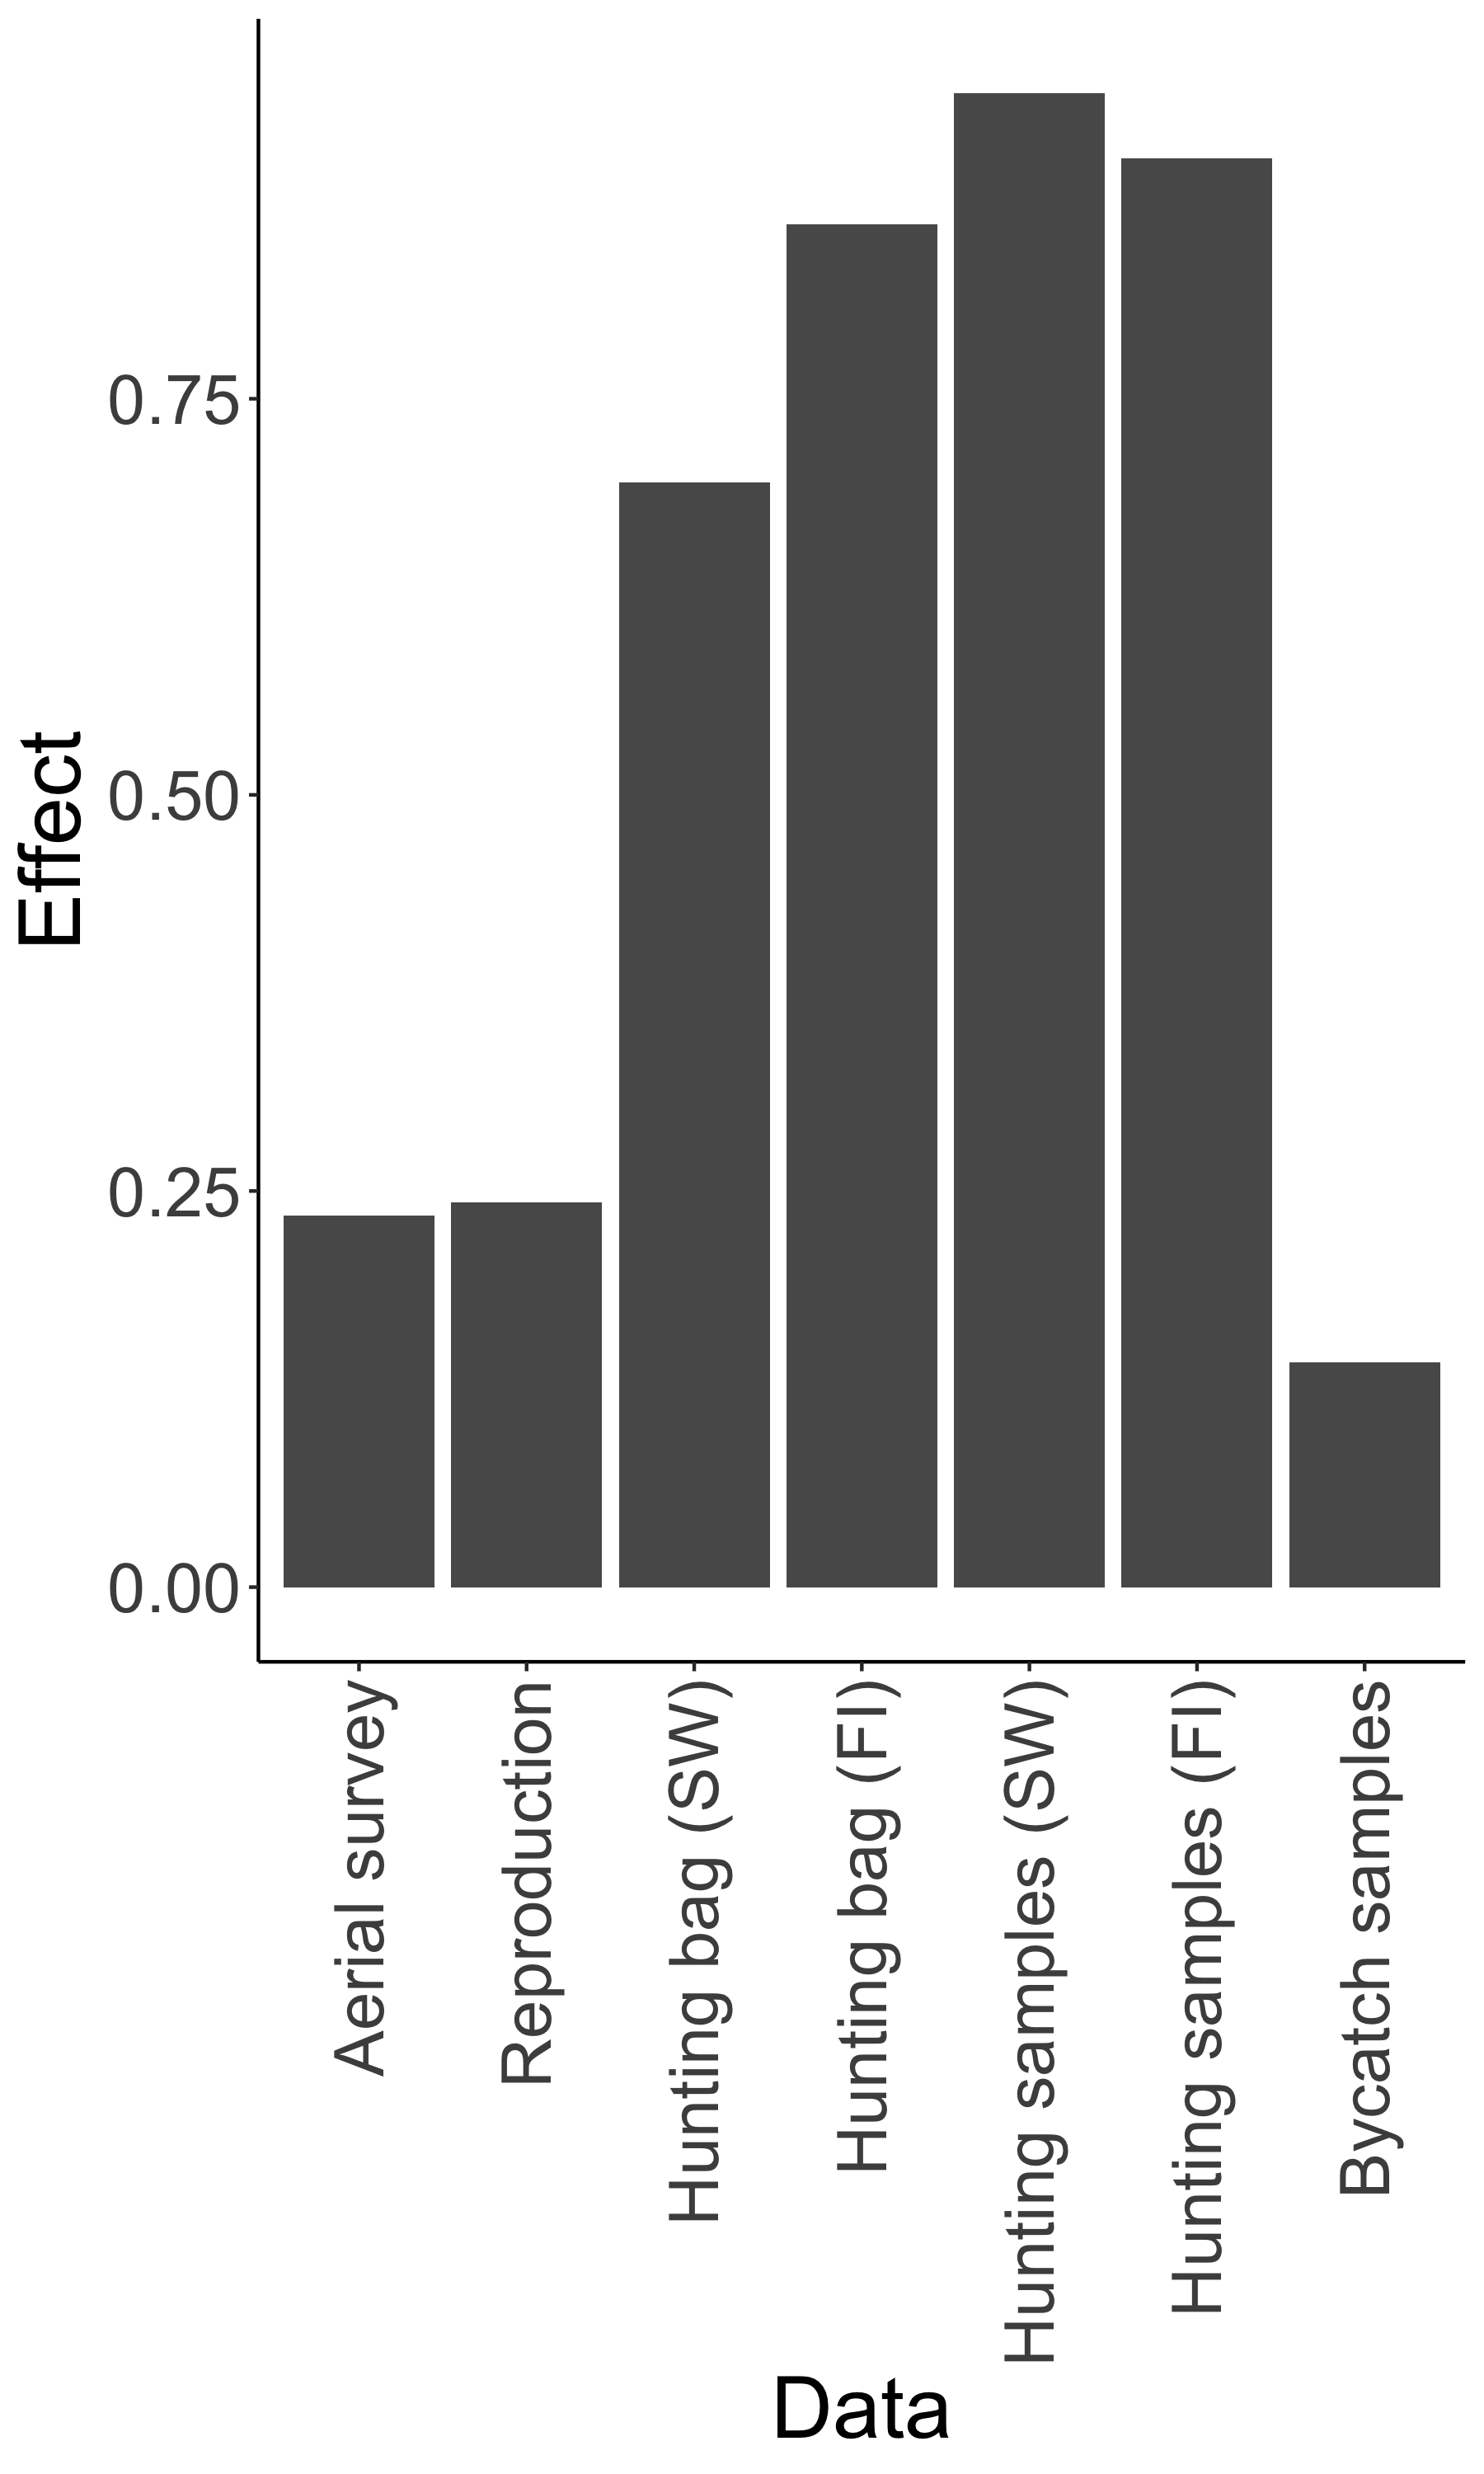 Effect
0.75
0.50
0.25
0.00
Aerial survey
Reproduction
Hunting bag (SW)
Hunting bag (FI)
Hunting samples (SW)
Hunting samples (FI)
Bycatch samples
Data